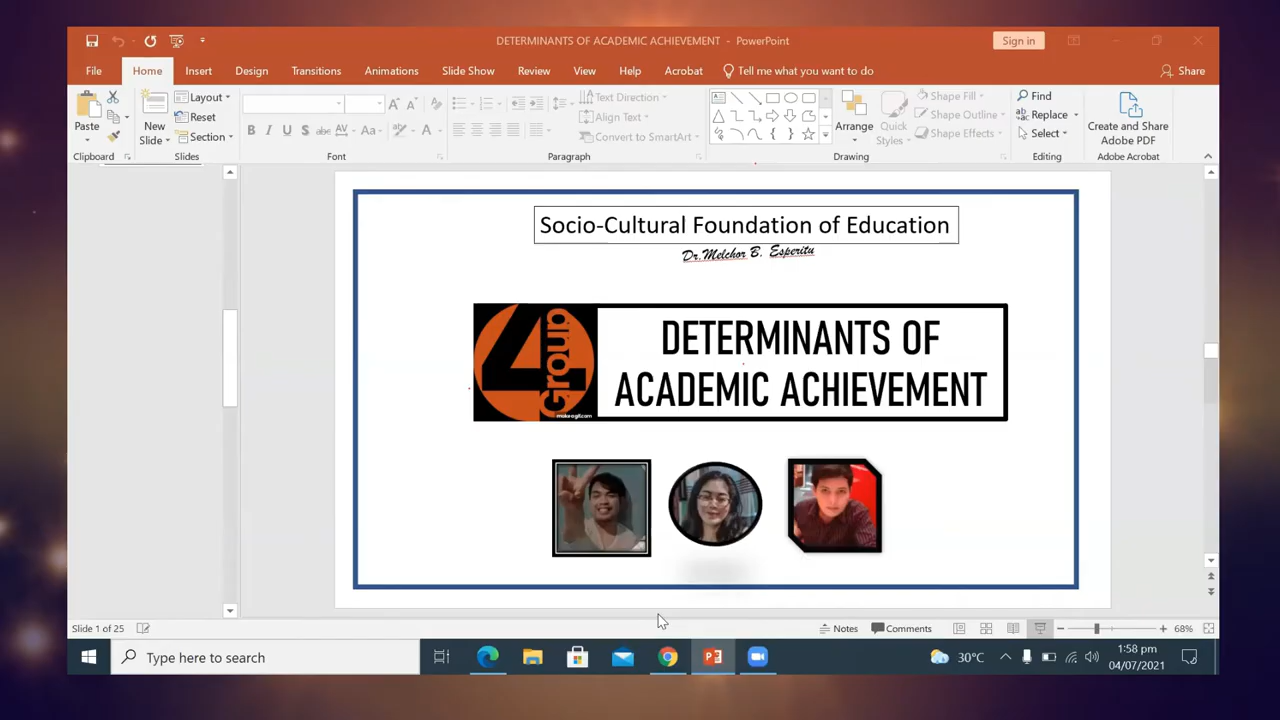 DETERMINANTS OF ACADEMIC ACHIEVEMENT - PowerPoint
Sign in
File Home Insert Design Transitions Animations Slide Show Review View Help Acrobat Tell me what you want to do Share
Paste
New Slide
Layout
Reset
Section
B I U S abc AV Aa A
Text Direction
Align Text
Convert to SmartArt
Arrange
Quick Styles
Shape Fill
Shape Outline
Shape Effects
Find
Replace
Select
Create and Share Adobe PDF
Clipboard Slides Font Paragraph Drawing Editing Adobe Acrobat
Socio-Cultural Foundation of Education
Dr.Melchor B. Esperitu
4 Group
makeagif.com
DETERMINANTS OF
ACADEMIC ACHIEVEMENT
Slide 1 of 25
Notes Comments 68%
Type here to search
30°C
1:58 pm
04/07/2021